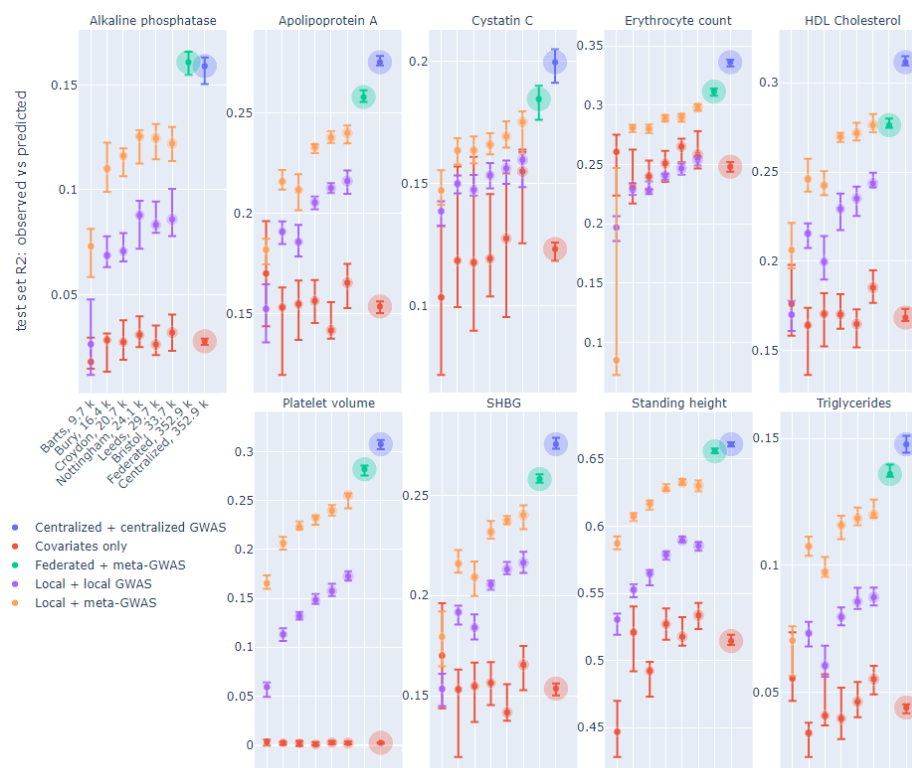 Alkaline phosphatase
Apolipoprotein A
Cystatin C
Erythrocyte count
HDL Cholesterol
test set R2: observed vs predicted
0.15
0.1
0.05
0.25
0.2
0.15
0.2
0.15
0.1
0.35
0.3
0.25
0.2
0.15
0.1
0.3
0.25
0.2
0.15
Barts, 9.7 k
Bury, 16.4 k
Croydon, 20.7 k
Nottingham, 24.1 k
Leeds, 29.7 k
Bristol, 33.7 k
Federated, 352.9 k
Centralized, 352.9 k
Platelet volume
SHBG
Standing height
Triglycerides
0.3
0.25
0.2
0.15
0.1
0.05
0
0.25
0.2
0.15
0.65
0.6
0.55
0.5
0.45
0.15
0.1
0.05
Centralized + centralized GWAS
Covariates only
Federated + meta-GWAS
Local + local GWAS
Local + meta-GWAS